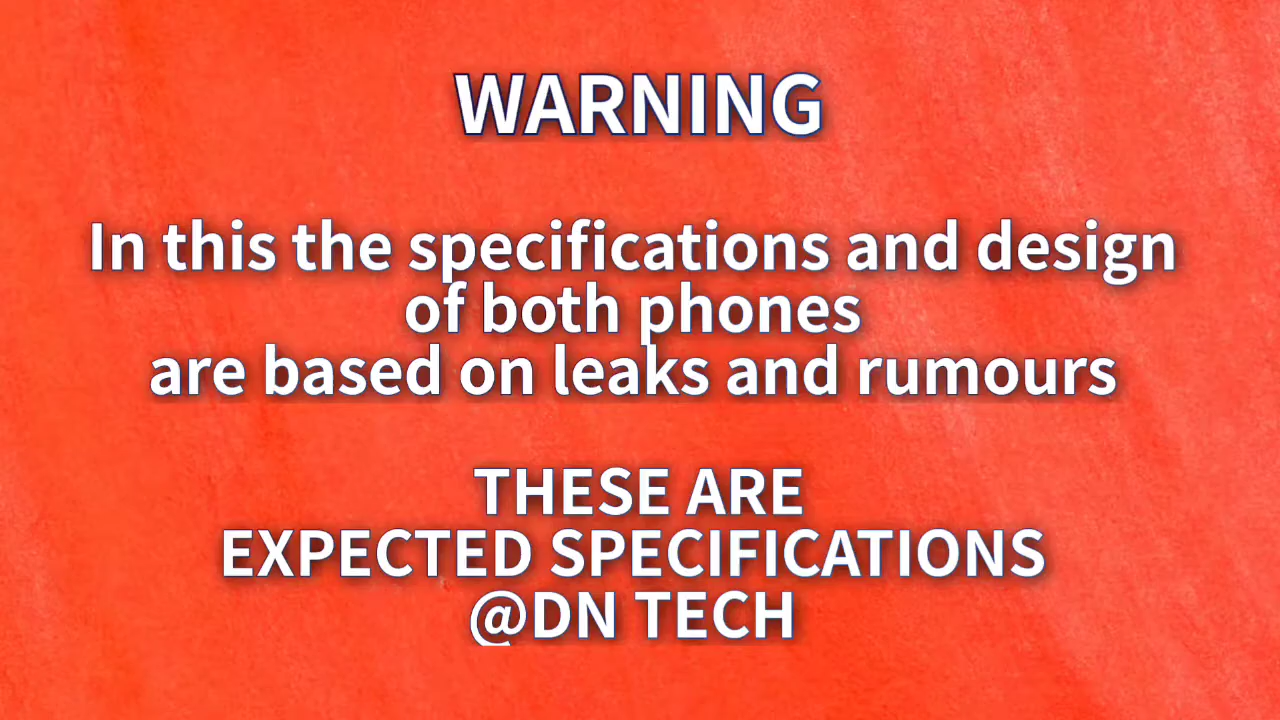 WARNING
In this the specifications and design
of both phones
are based on leaks and rumours
THESE ARE
EXPECTED SPECIFICATIONS
@DN TECH